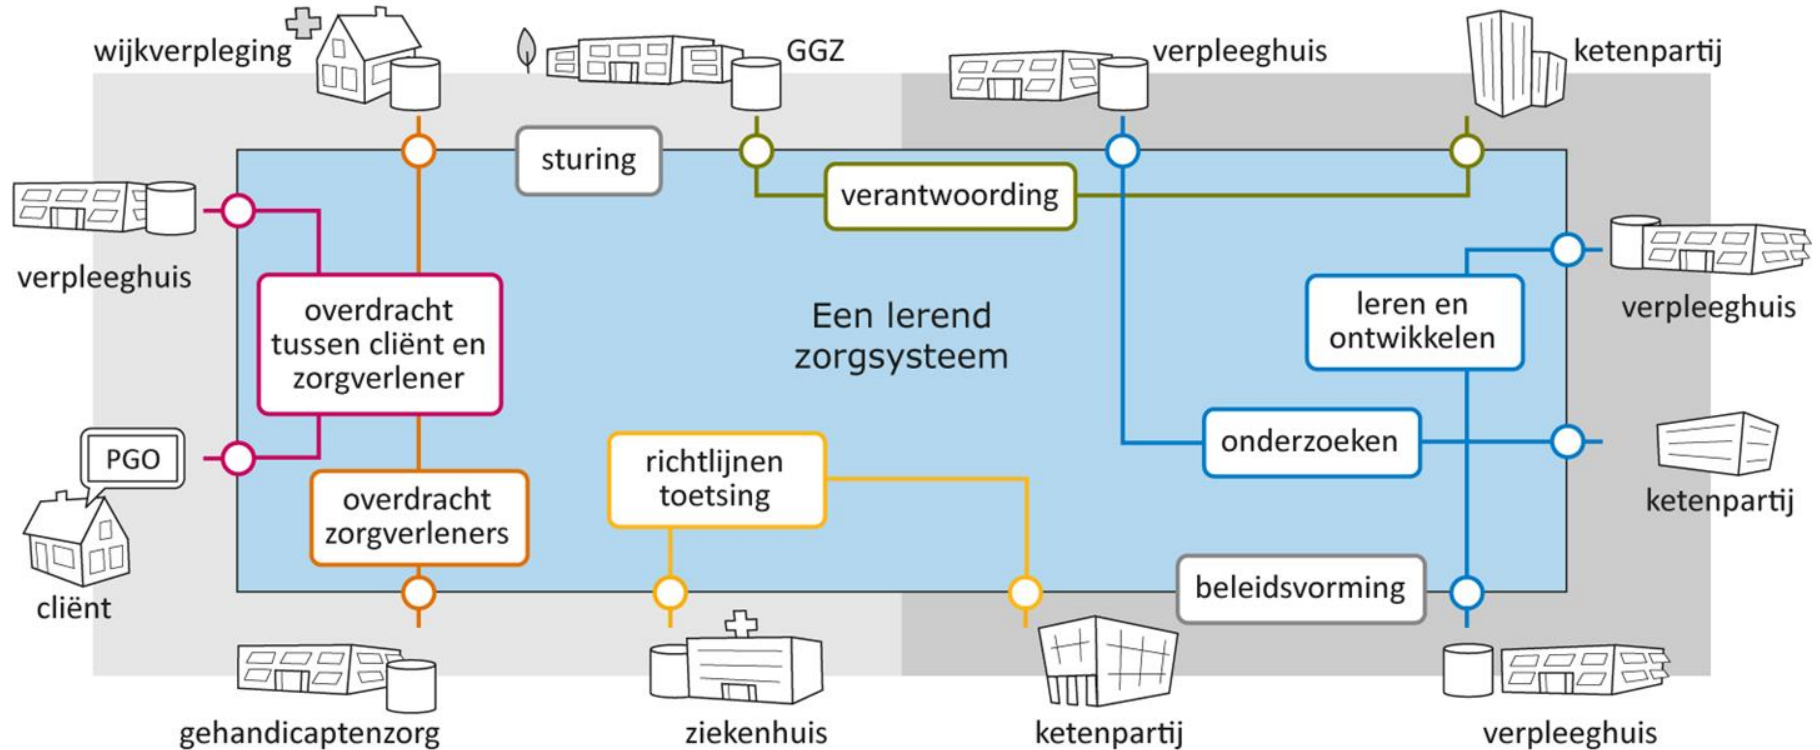 wijkverpleging
GGZ
verpleeghuis
ketenpartij
sturing
verantwoording
verpleeghuis
overdracht
tussen cliënt en
zorgverlener
Een lerend
zorgsysteem
leren en
ontwikkelen
verpleeghuis
PGO
cliënt
overdracht
zorgverleners
richtlijnen
toetsing
onderzoeken
ketenpartij
beleidsvorming
gehandicaptenzorg
ziekenhuis
ketenpartij
verpleeghuis